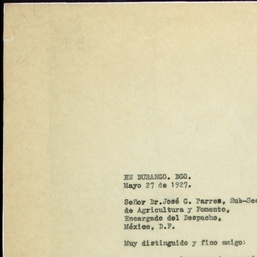 EN DURANGO. DGO.
Mayo 27 de 1927.
Señor Dr.José G. Parres, Sub-Sec
de Agricultura y Fomento,
Encargado del Despacho,
México, D.F.
Muy distinguido y fino amigo: